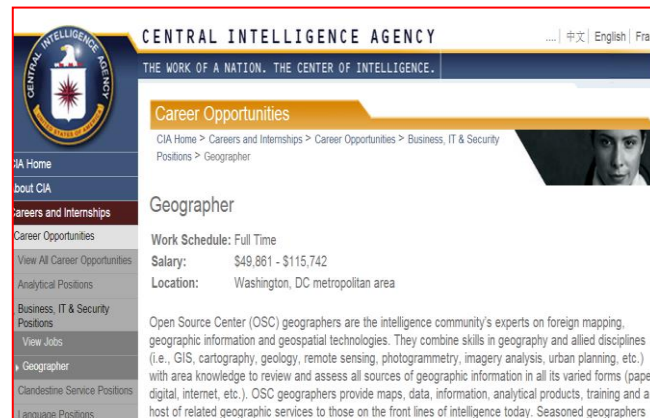 CENTRAL INTELLIGENCE AGENCY
.... | 中文 | English | Fra
THE WORK OF A NATION. THE CENTER OF INTELLIGENCE.
CENTRAL INTELLIGENCE AGENCY
UNITED STATES OF AMERICA
Career Opportunities
CIA Home > Careers and Internships > Career Opportunities > Business, IT & Security
Positions > Geographer
IA Home
bout CIA
areers and Internships
Career Opportunities
View All Career Opportunities
Analytical Positions
Business, IT & Security
Positions
View Jobs
Geographer
Clandestine Service Positions
Language Positions
Geographer
Work Schedule: Full Time
Salary: $49,861 - $115,742
Location: Washington, DC metropolitan area
Open Source Center (OSC) geographers are the intelligence community's experts on foreign mapping,
geographic information and geospatial technologies. They combine skills in geography and allied disciplines
(i.e., GIS, cartography, geology, remote sensing, photogrammetry, imagery analysis, urban planning, etc.)
with area knowledge to review and assess all sources of geographic information in all its varied forms (pape
digital, internet, etc.). OSC geographers provide maps, data, information, analytical products, training and a
host of related geographic services to those on the front lines of intelligence today. Seasoned geographers